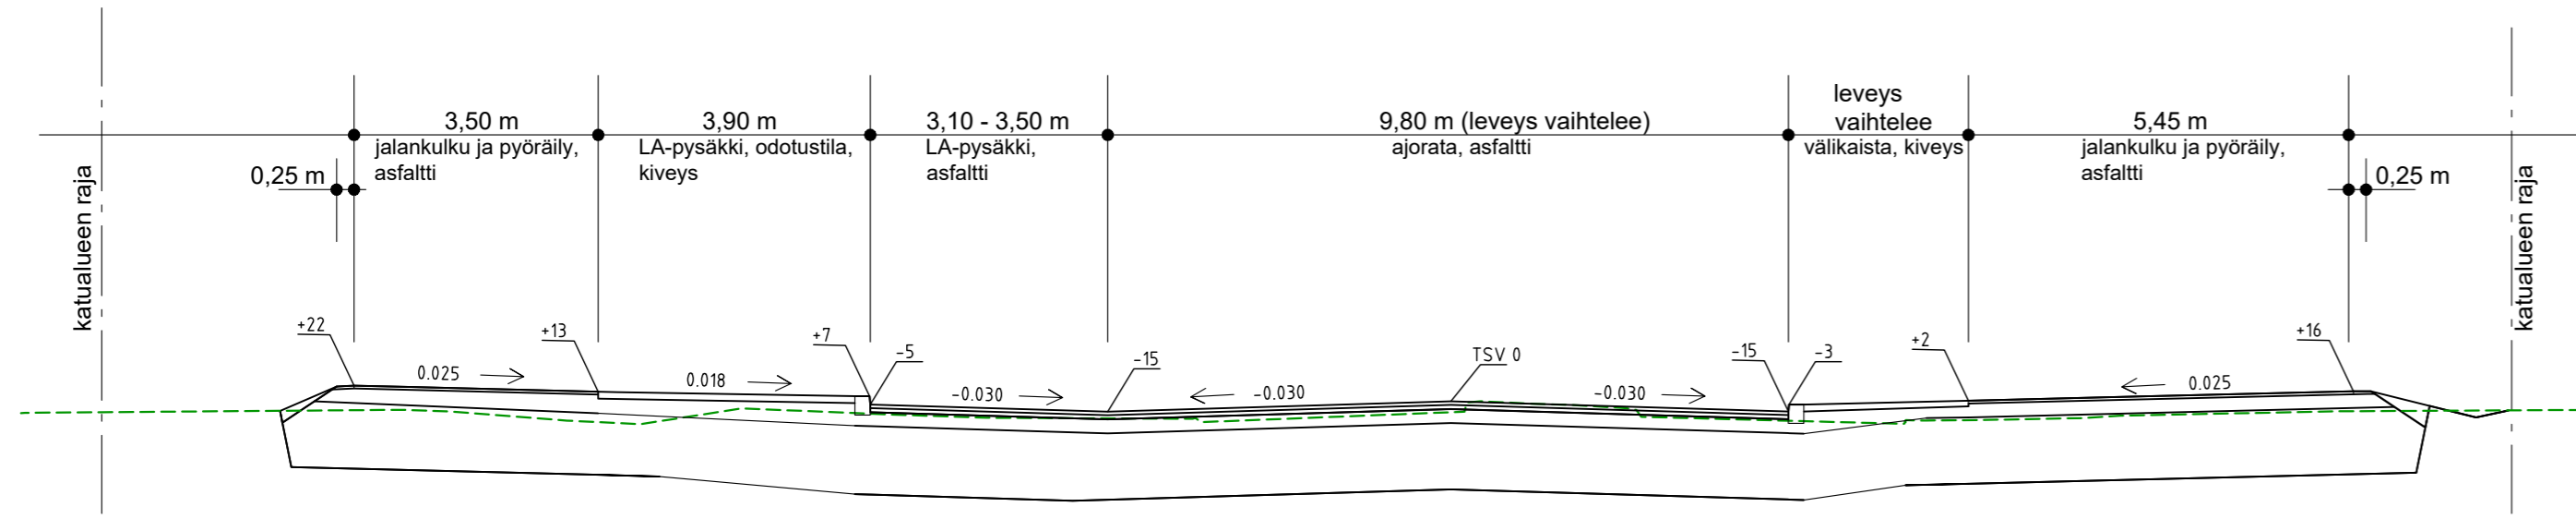 leveys
vaihtelee
3,50 m
3,90 m
3,10 - 3,50 m
9,80 m (leveys vaihtelee)
5,45 m
jalankulku ja pyöräily,
asfaltti
LA-pysäkki, odotustila,
kiveys
LA-pysäkki,
asfaltti
ajorata, asfaltti
välikaista, kiveys
jalankulku ja pyöräily,
asfaltti
0,25 m
0,25 m
katualueen raja
katualueen raja
+22
+13
+7
-5
-15
TSV 0
-15
-3
+2
+16
0.025
0.018
-0.030
-0.030
-0.030
0.025